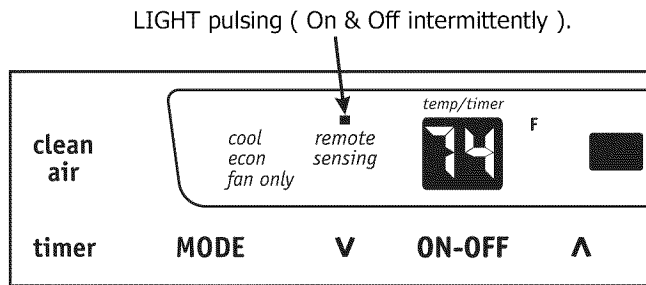 LIGHT pulsing ( On & Off intermittently ).
temp/timer
clean
air
cool
econ
fan only
remote
sensing
74
F
timer
MODE
V
ON-OFF
Λ